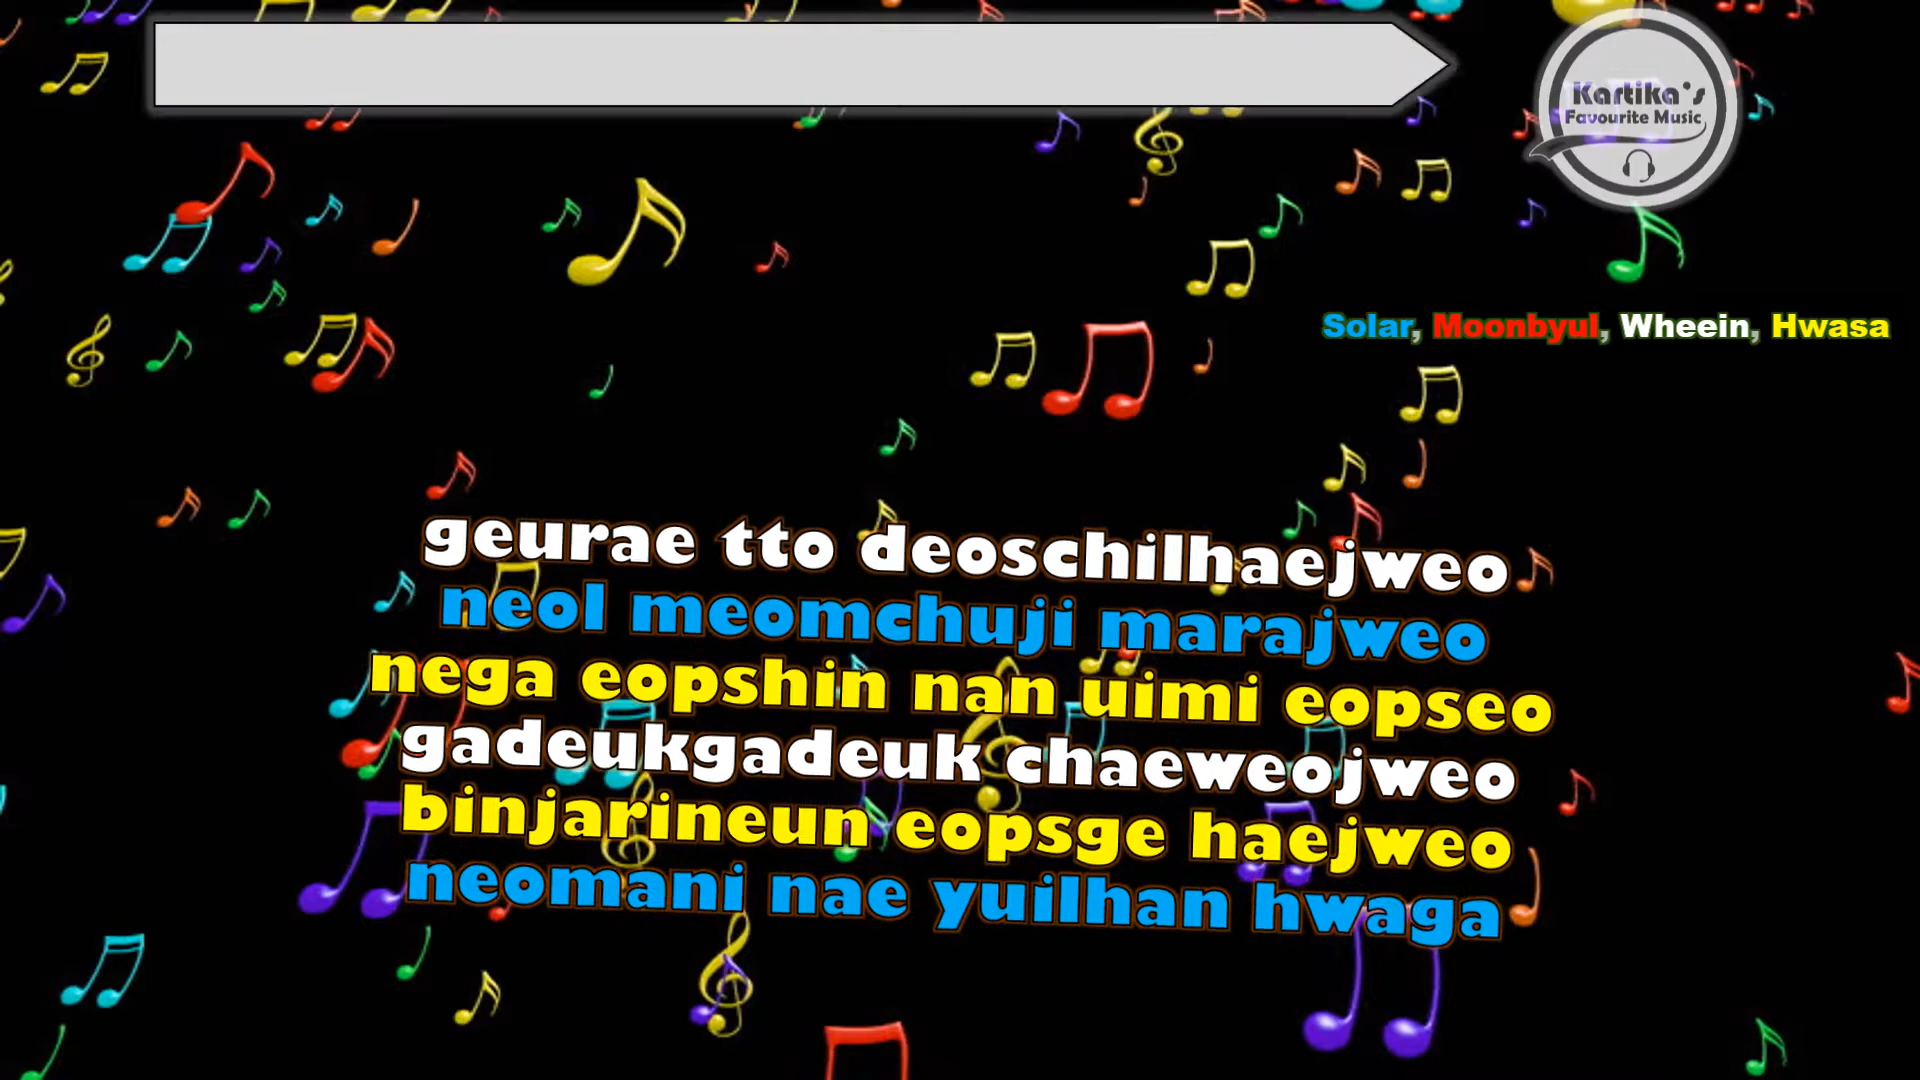 Kartika's
Favourite Music
Solar, Moonbyul, Wheein, Hwasa
geurae tto deoschilhaejweo
neol meomchuji marajweo
nega eopshin nan uimi eopseo
gadeukgadeuk chaeweojweo
binjarineun eopsge haejweo
neomani nae yuilhan hwaga